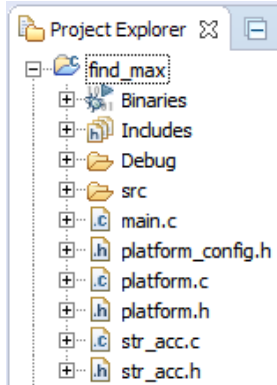 Project Explorer
find_max
Binaries
Includes
Debug
src
main.c
platform_config.h
platform.c
platform.h
str_acc.c
str_acc.h